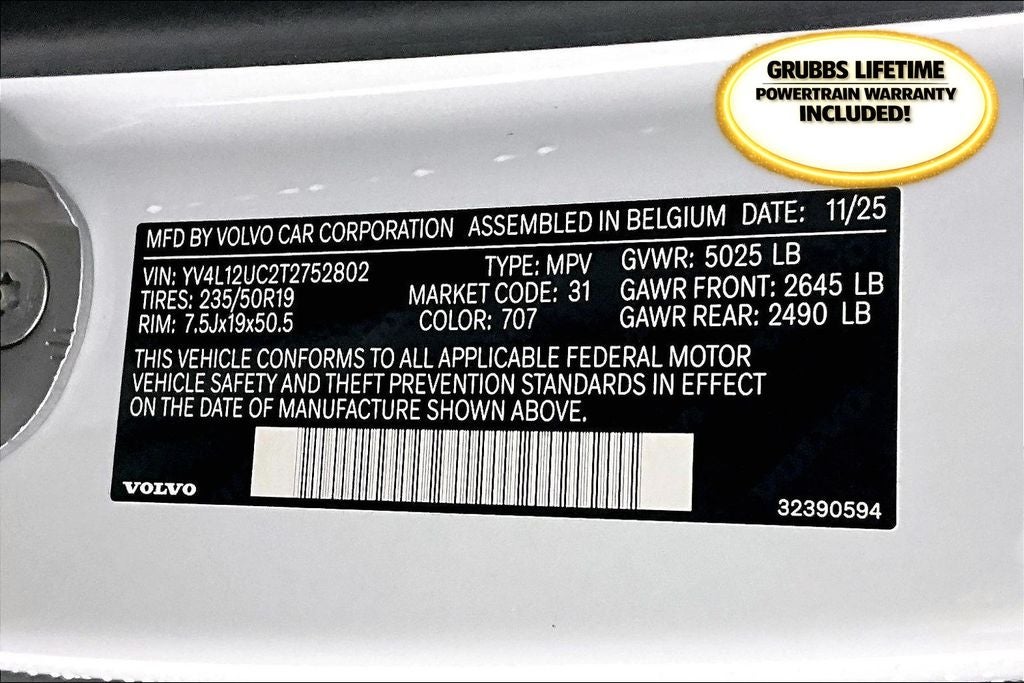 GRUBBS LIFETIME
POWERTRAIN WARRANTY
INCLUDED!
MFD BY VOLVO CAR CORPORATION ASSEMBLED IN BELGIUM DATE: 11/25
VIN: YV4L12UC2T2752802 TYPE: MPV GVWR: 5025 LB
TIRES: 235/50R19 MARKET CODE: 31 GAWR FRONT: 2645 LB
RIM: 7.5Jx19x50.5 COLOR: 707 GAWR REAR: 2490 LB
THIS VEHICLE CONFORMS TO ALL APPLICABLE FEDERAL MOTOR
VEHICLE SAFETY AND THEFT PREVENTION STANDARDS IN EFFECT
ON THE DATE OF MANUFACTURE SHOWN ABOVE.
VOLVO
32390594